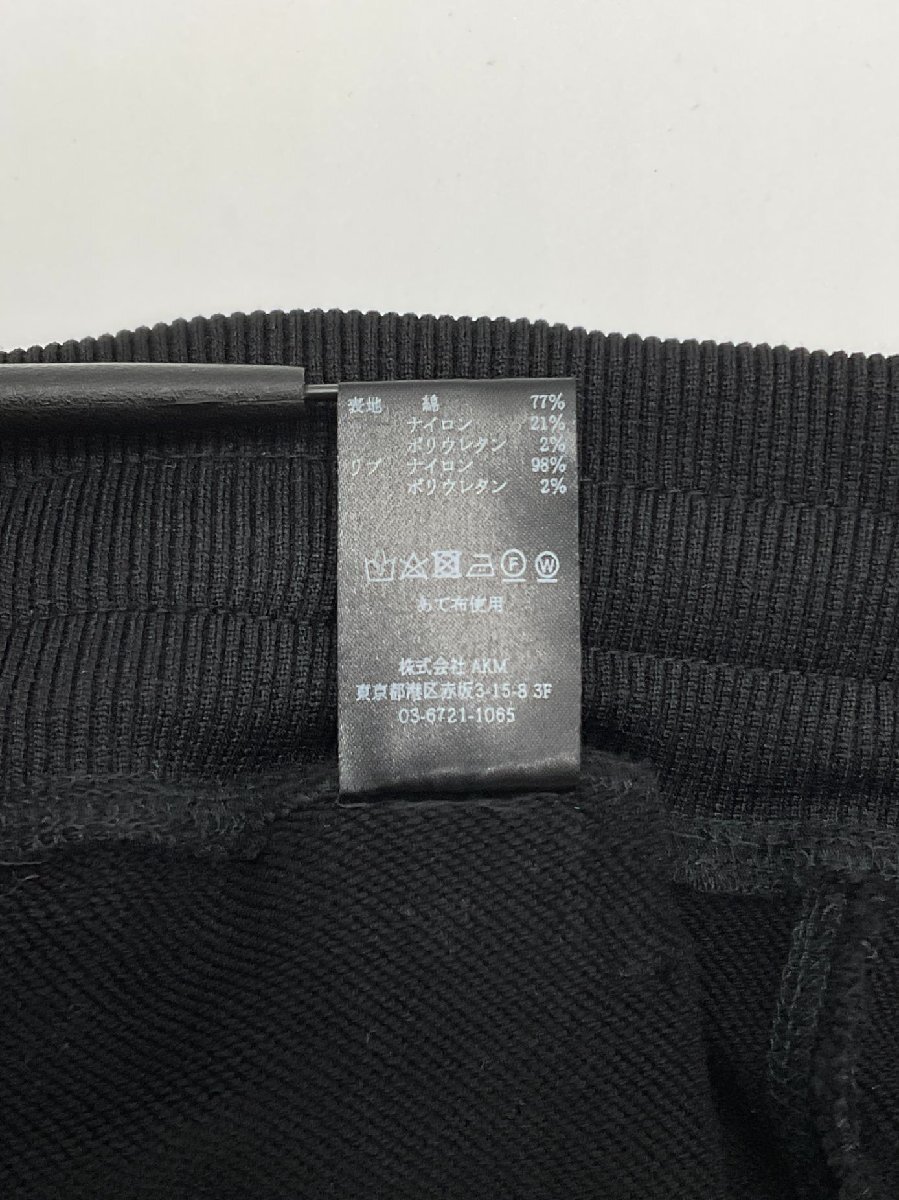 表地 綿 77%
ナイロン 21%
ポリウレタン 2%
リブ ナイロン 98%
ポリウレタン 2%
F W
あて布使用
株式会社 AKM
東京都港区赤坂3-15-8 3F
03-6721-1065